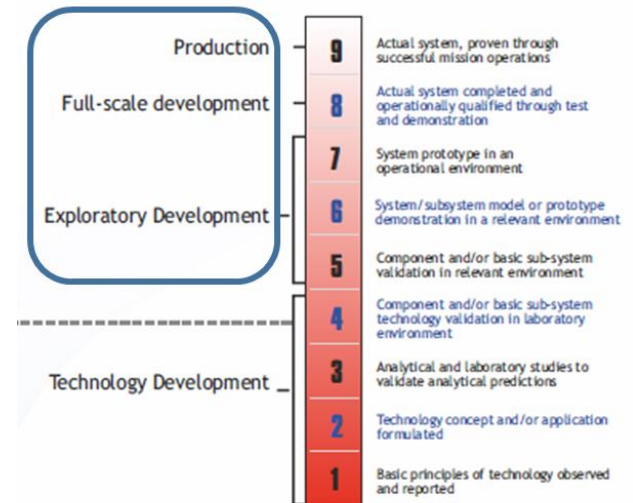 Production
9
Actual system, proven through
successful mission operations
Full-scale development
8
Actual system completed and
operationally qualified through test
and demonstration
7
System prototype in an
operational environment
Exploratory Development
6
System/subsystem model or prototype
demonstration in a relevant environment
5
Component and/or basic sub-system
validation in relevant environment
4
Component and/or basic sub-system
technology validation in laboratory
environment
Technology Development
3
Analytical and laboratory studies to
validate analytical predictions
2
Technology concept and/or application
formulated
1
Basic principles of technology observed
and reported